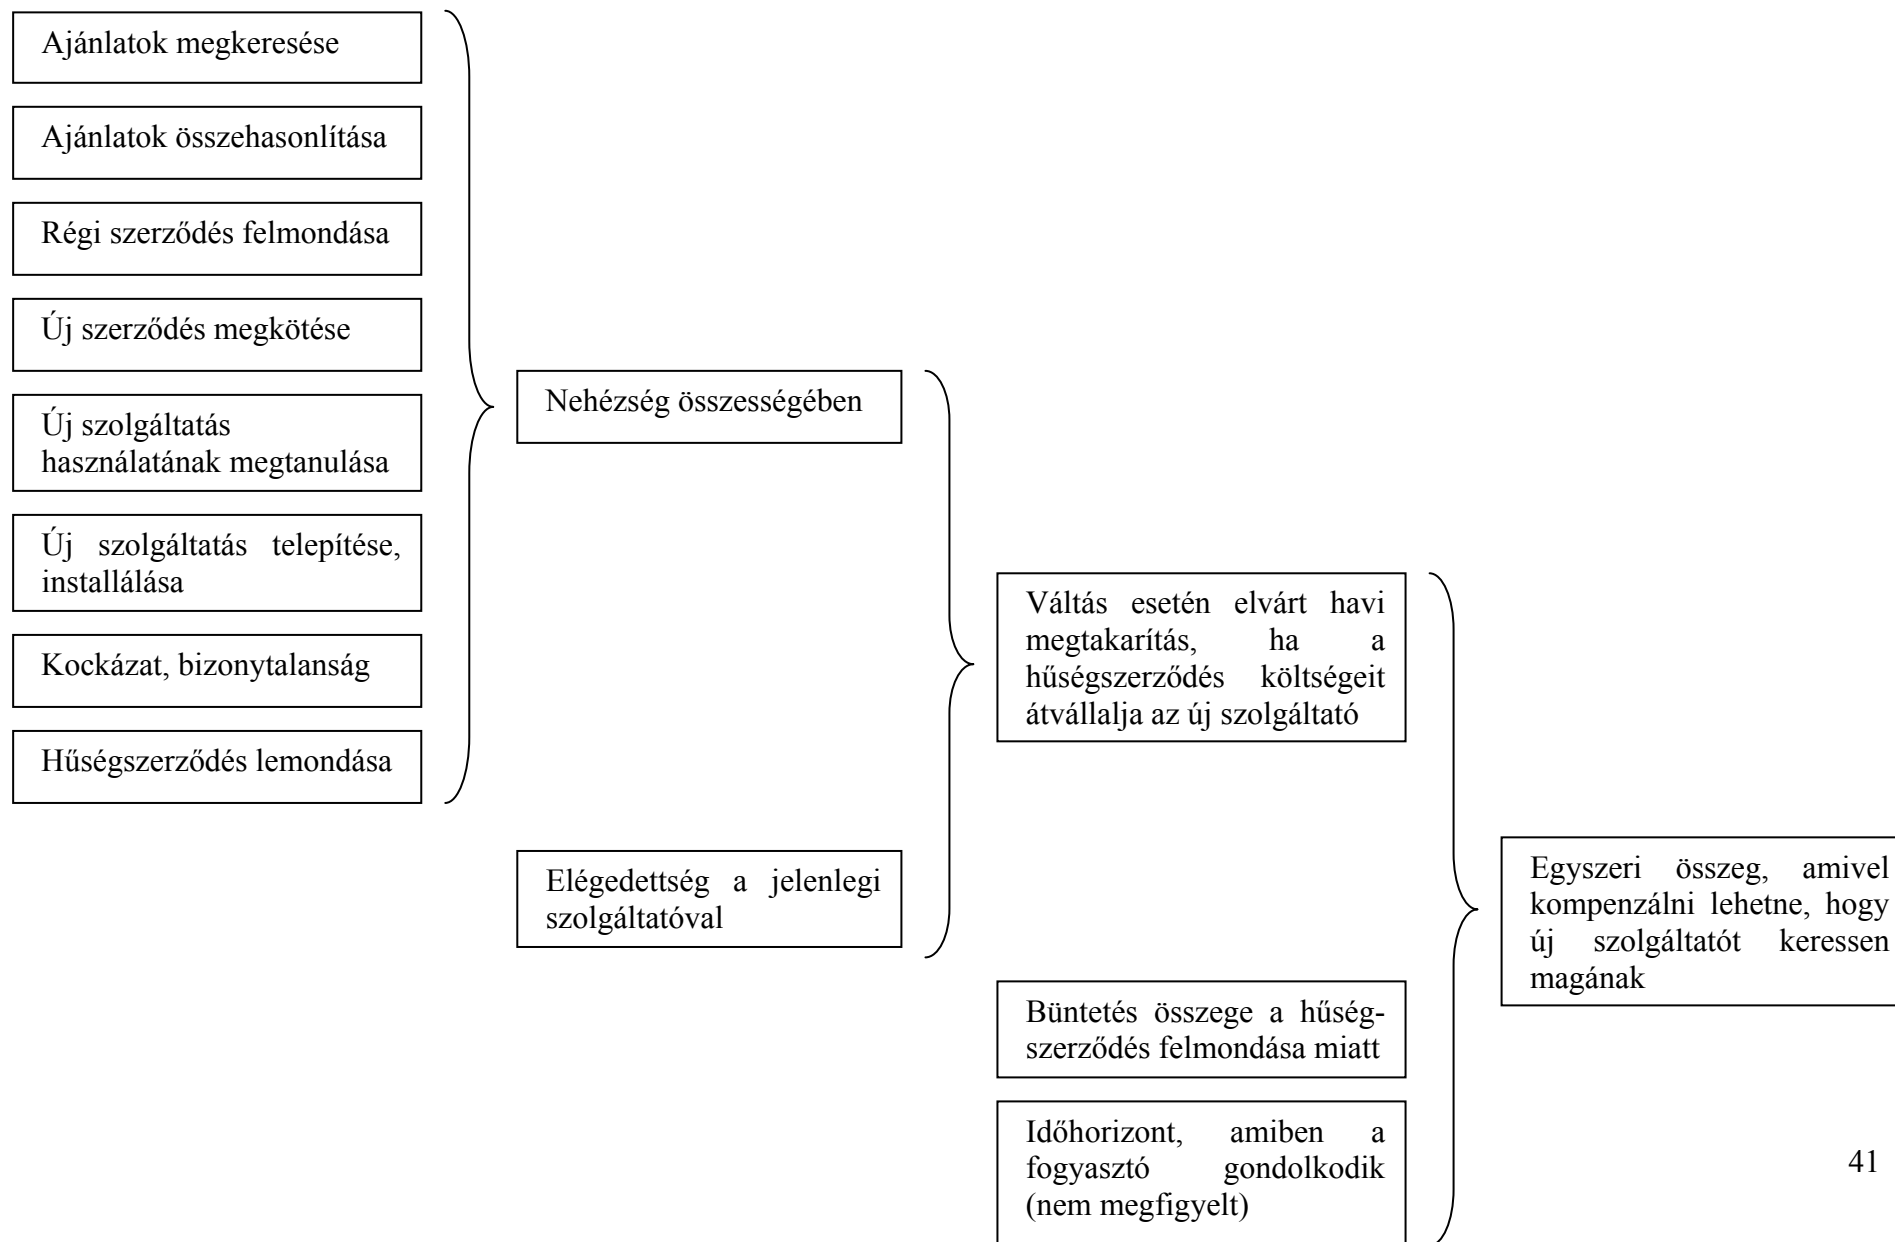 Ajánlatok megkeresése
Ajánlatok összehasonlítása
Régi szerződés felmondása
Új szerződés megkötése
Új szolgáltatás
használatának megtanulása
Új szolgáltatás telepítése,
installálása
Kockázat, bizonytalanság
Hűségszerződés lemondása
Nehézség összességében
Elégedettség a jelenlegi
szolgáltatóval
Váltás esetén elvárt havi
megtakarítás, ha a
hűségszerződés költségeit
átvállalja az új szolgáltató
Büntetés összege a hűség-
szerződés felmondása miatt
Időhorizont, amiben a
fogyasztó gondolkodik
(nem megfigyelt)
Egyszeri összeg, amivel
kompenzálni lehetne, hogy
új szolgáltatót keressen
magának
41